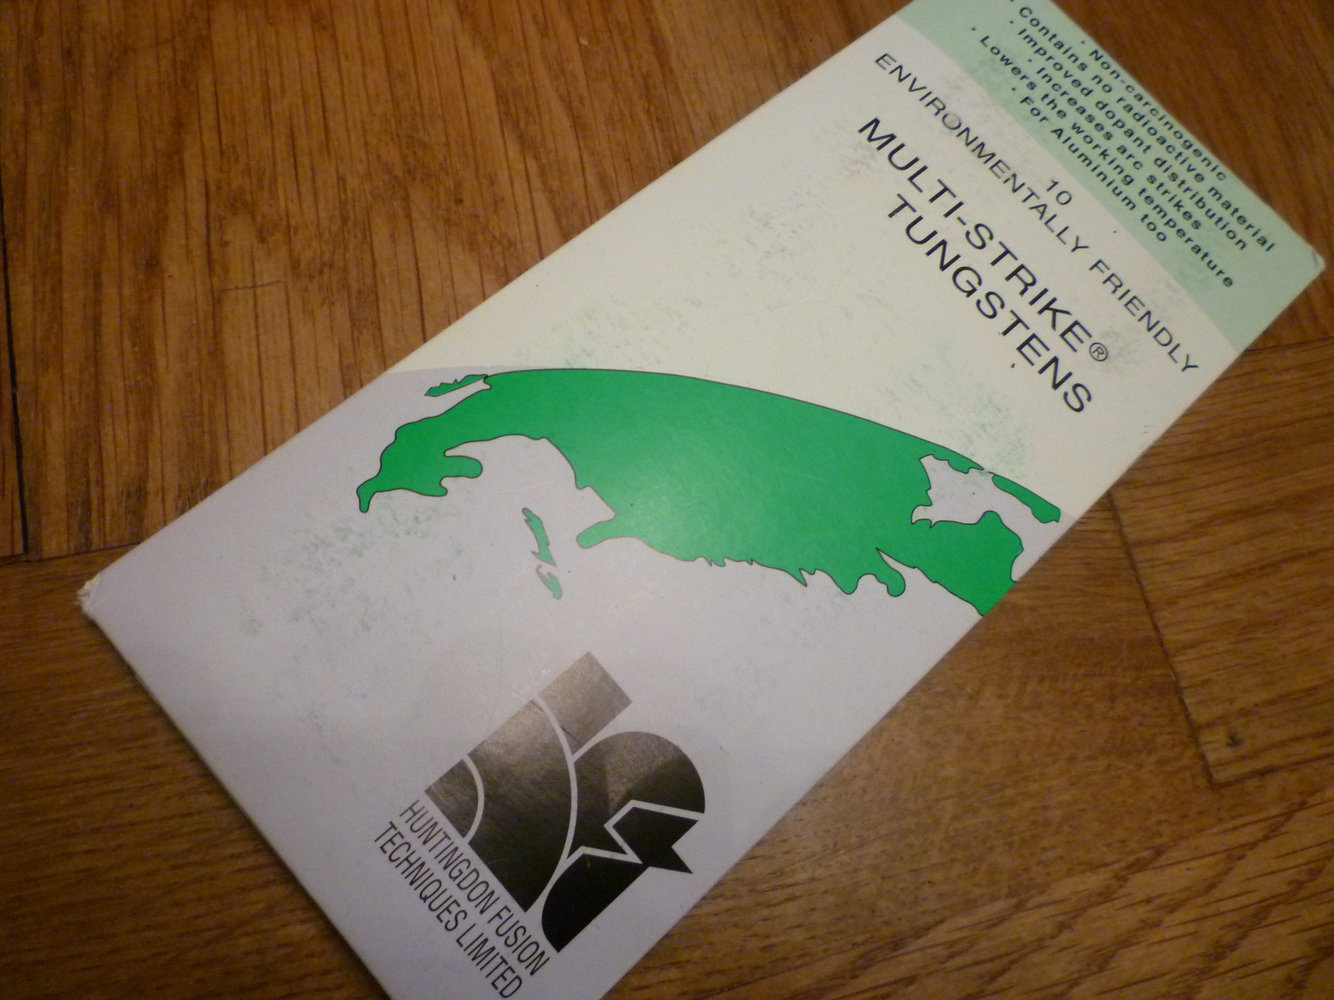 · Non-carcinogenic
· Contains no radioactive material
· Improved dopant distribution
· Increases arc strikes
· Lowers the working temperature
· For Aluminium too
10
ENVIRONMENTALLY FRIENDLY
MULTI-STRIKE®
TUNGSTENS
HUNTINGDON FUSION
TECHNIQUES LIMITED